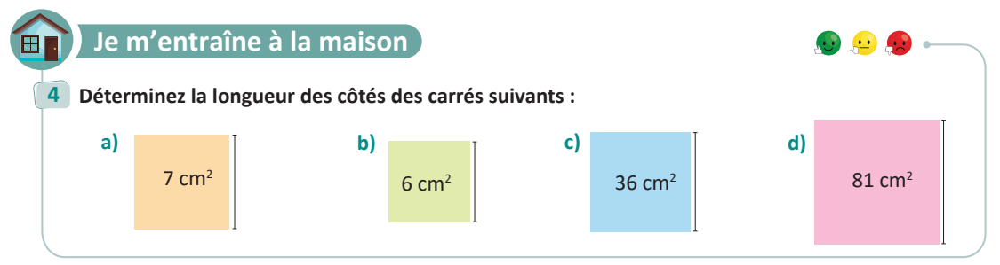 Je m’entraîne à la maison
4 Déterminez la longueur des côtés des carrés suivants :
a) 7 cm² b) 6 cm² c) 36 cm² d) 81 cm²